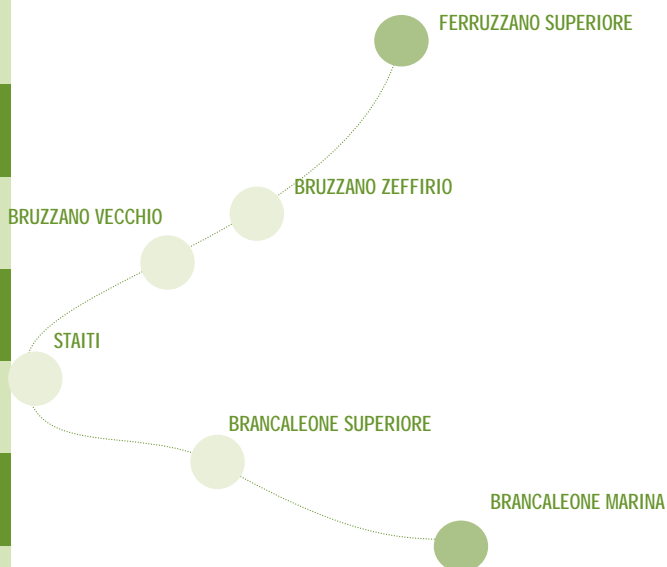 FERRUZZANO SUPERIORE
BRUZZANO ZEFFIRIO
BRUZZANO VECCHIO
STAITI
BRANCALEONE SUPERIORE
BRANCALEONE MARINA